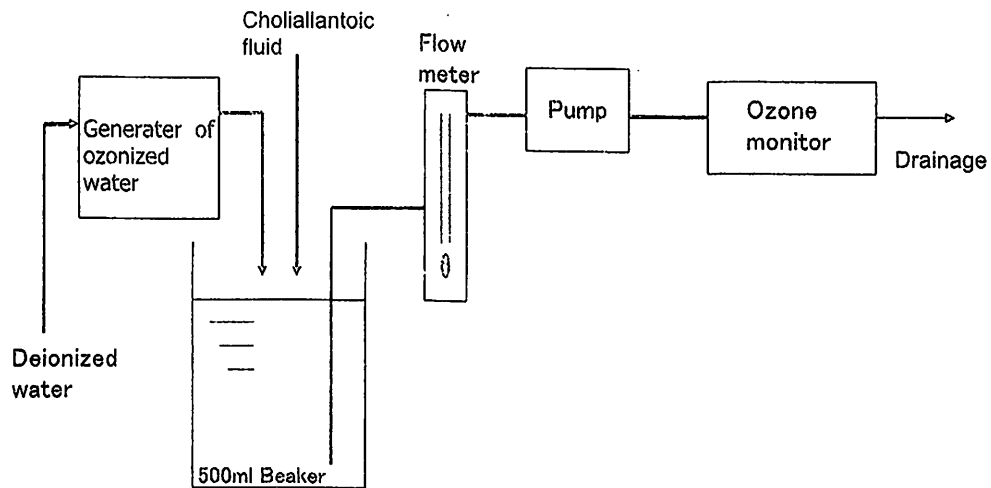 Choliallantoic
fluid
Flow
meter
Generater of
ozonized
water
Pump
Ozone
monitor
Drainage
Deionized
water
500ml Beaker